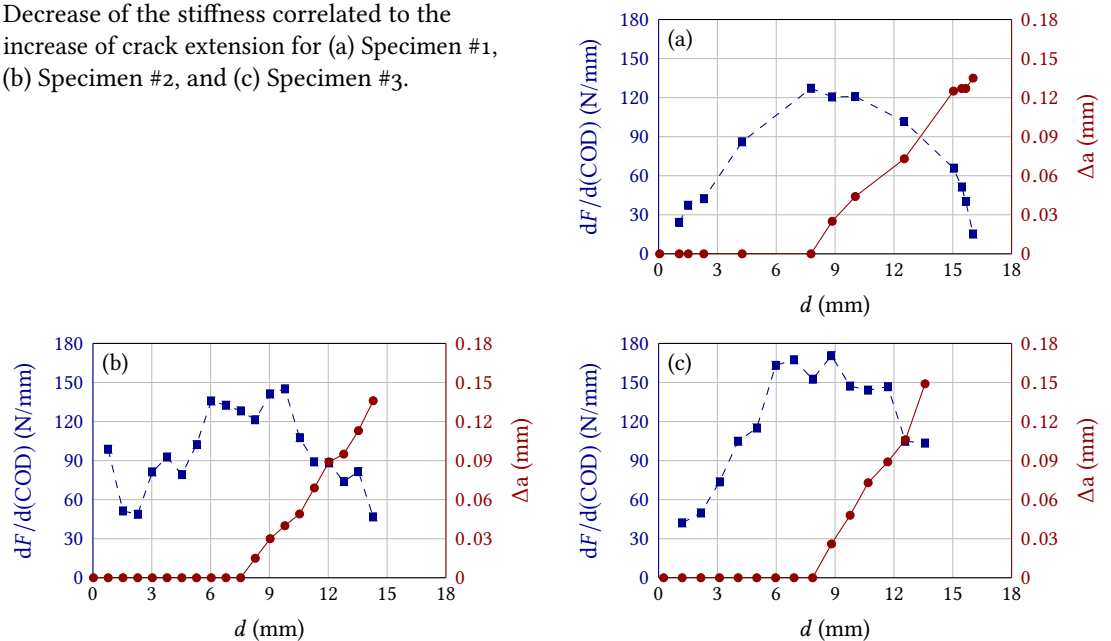 Decrease of the stiffness correlated to the
increase of crack extension for (a) Specimen #1,
(b) Specimen #2, and (c) Specimen #3.
(a)
180
150
120
90
60
30
0
dF/d(COD) (N/mm)
0.18
0.15
0.12
0.09
0.06
0.03
0
Δa (mm)
0 3 6 9 12 15 18
d (mm)
(b)
180
150
120
90
60
30
0
dF/d(COD) (N/mm)
0.18
0.15
0.12
0.09
0.06
0.03
0
Δa (mm)
0 3 6 9 12 15 18
d (mm)
(c)
180
150
120
90
60
30
0
dF/d(COD) (N/mm)
0.18
0.15
0.12
0.09
0.06
0.03
0
Δa (mm)
0 3 6 9 12 15 18
d (mm)